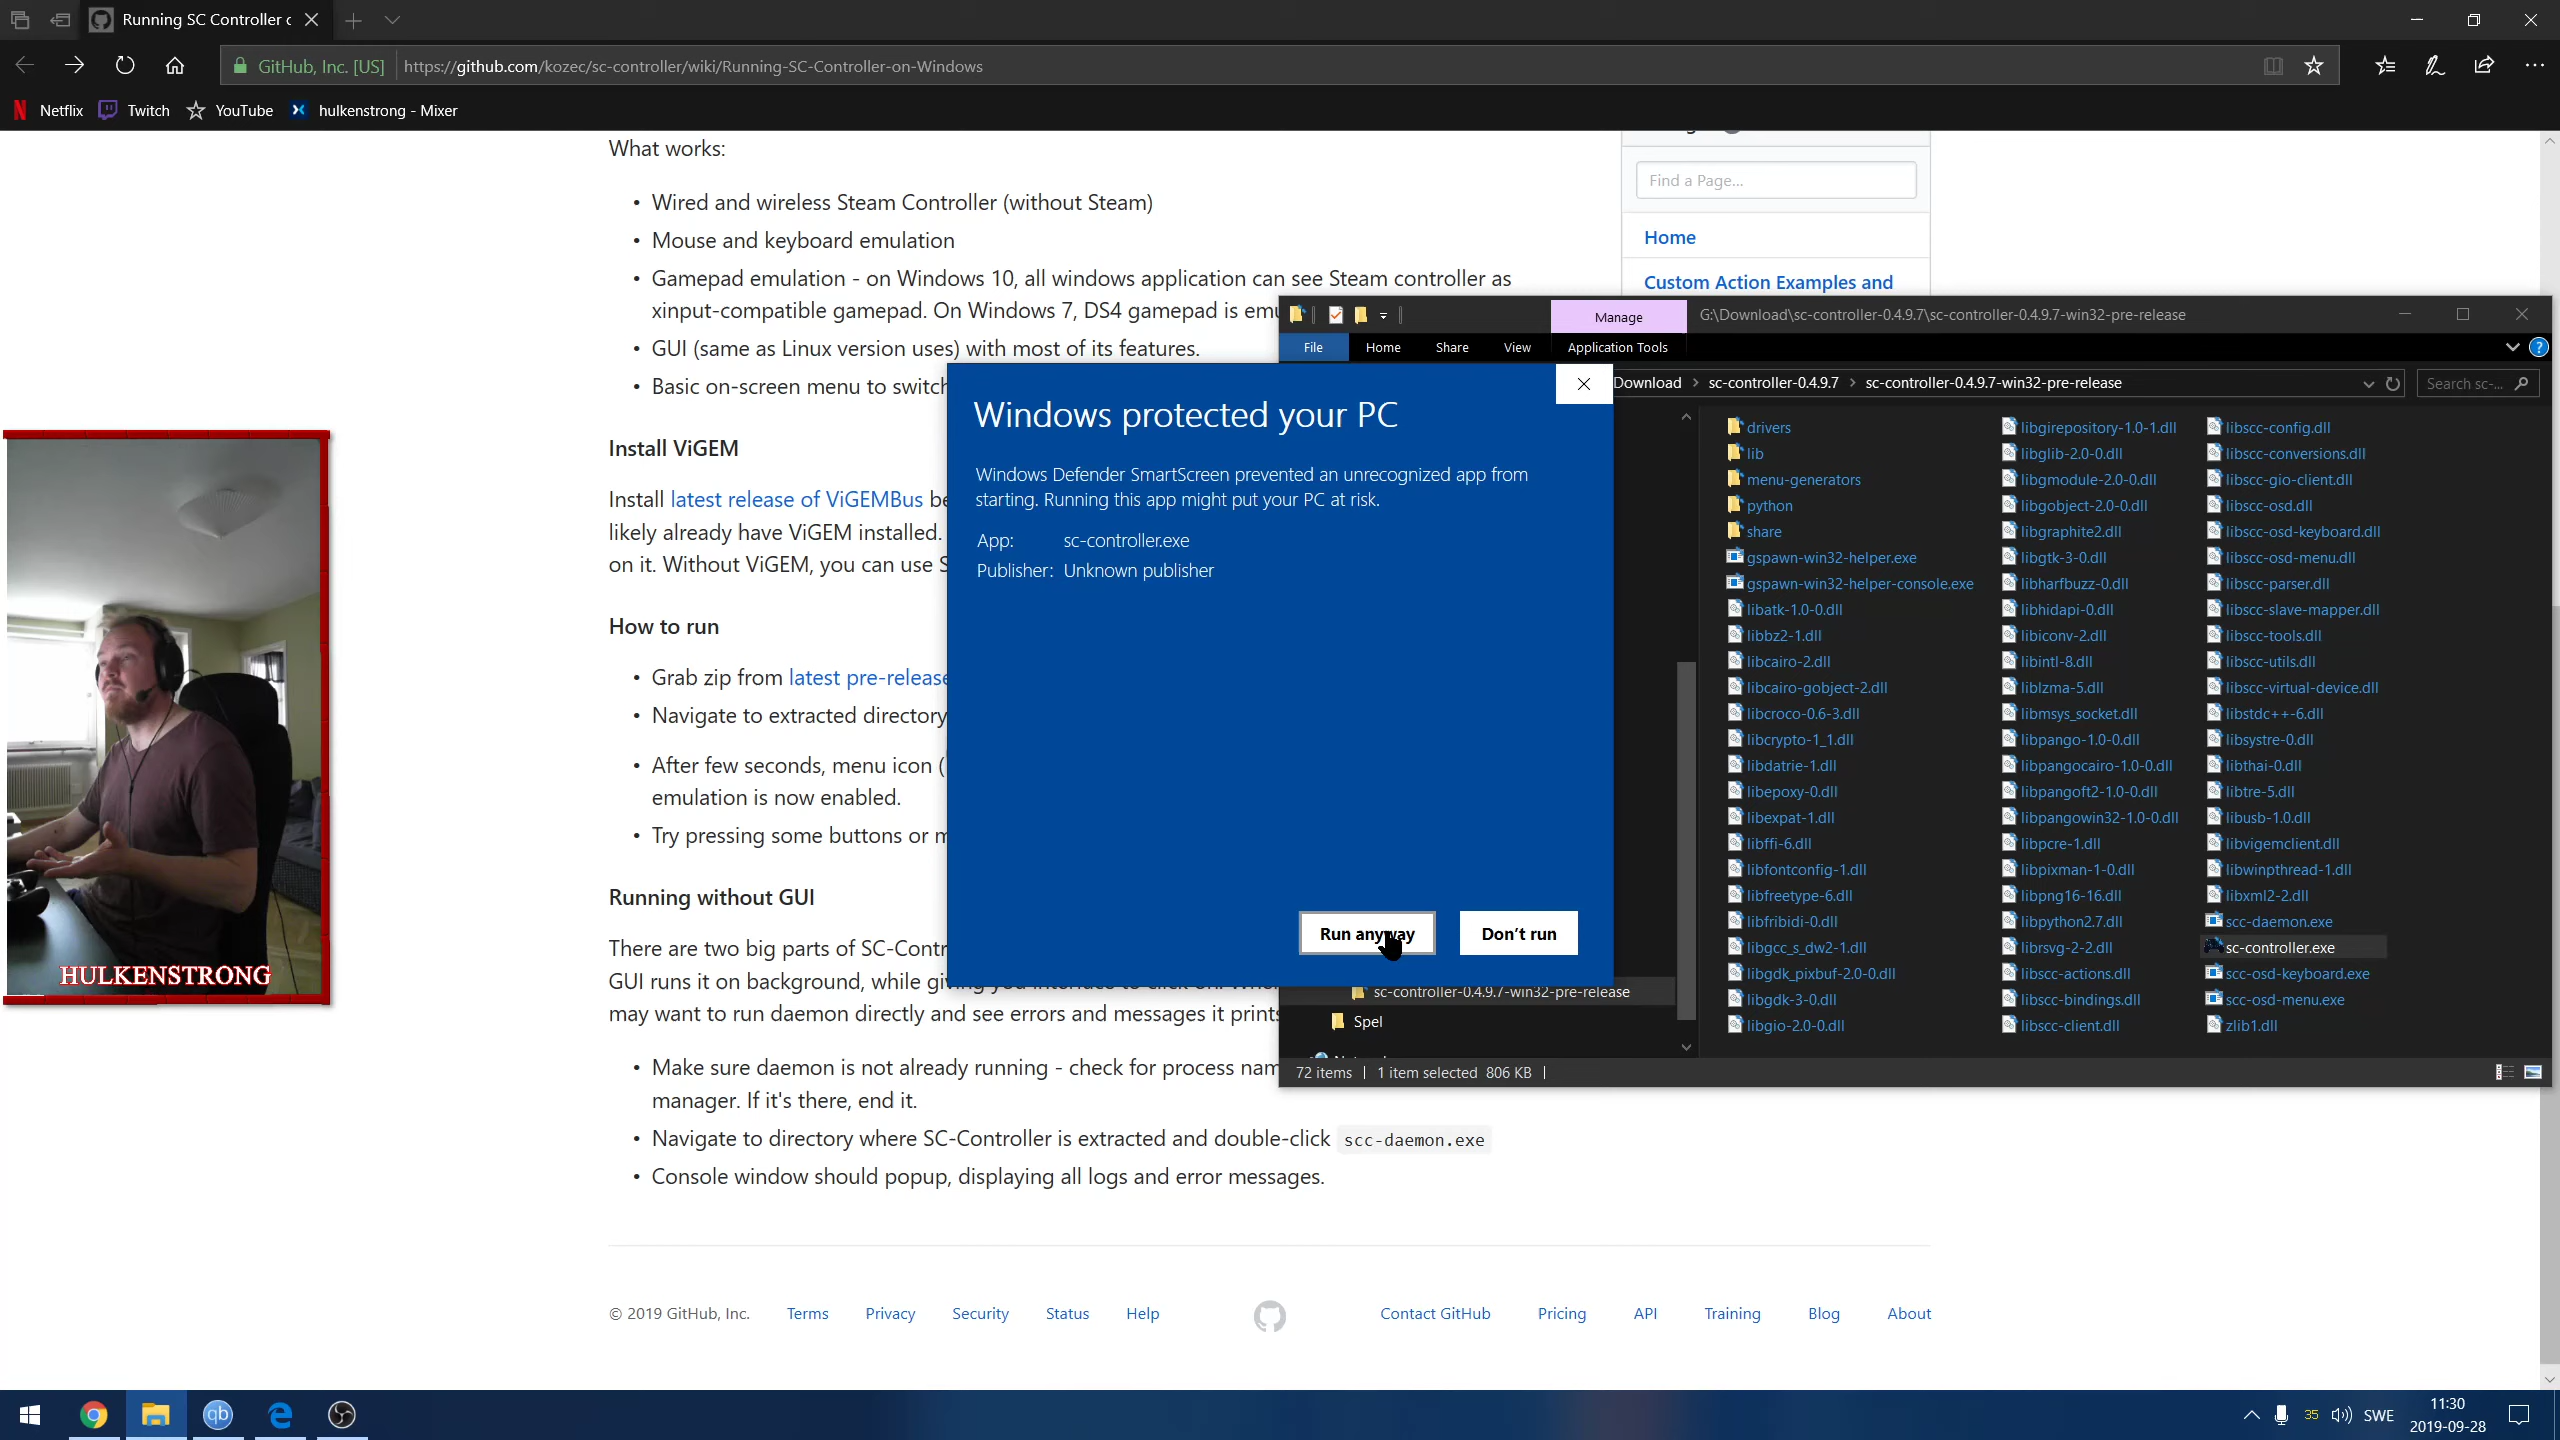 Running SC Controller c
GitHub, Inc. [US]
https://github.com/kozec/sc-controller/wiki/Running-SC-Controller-on-Windows
Netflix
Twitch
YouTube
hulkenstrong - Mixer
What works:
• Wired and wireless Steam Controller (without Steam)
• Mouse and keyboard emulation
• Gamepad emulation - on Windows 10, all windows application can see Steam controller as
xinput-compatible gamepad. On Windows 7, DS4 gamepad is emu
• GUI (same as Linux version uses) with most of its features.
• Basic on-screen menu to switch
Install ViGEM
Install latest release of ViGEMBus be
likely already have ViGEM installed.
on it. Without ViGEM, you can use S
How to run
• Grab zip from latest pre-release
• Navigate to extracted directory
• After few seconds, menu icon (
emulation is now enabled.
• Try pressing some buttons or m
Running without GUI
There are two big parts of SC-Contr
GUI runs it on background, while
may want to run daemon directly and see errors and messages it prints
• Make sure daemon is not already running - check for process nam
manager. If it's there, end it.
• Navigate to directory where SC-Controller is extracted and double-click scc-daemon.exe
• Console window should popup, displaying all logs and error messages.
Find a Page...
Home
Custom Action Examples and
HULKENSTRONG
Windows protected your PC
Windows Defender SmartScreen prevented an unrecognized app from
starting. Running this app might put your PC at risk.
App: sc-controller.exe
Publisher: Unknown publisher
Run anyway
Don't run
Manage
G:\Download\sc-controller-0.4.9.7\sc-controller-0.4.9.7-win32-pre-release
File
Home
Share
View
Application Tools
Download > sc-controller-0.4.9.7 > sc-controller-0.4.9.7-win32-pre-release
Search sc-...
drivers
lib
menu-generators
python
share
gspawn-win32-helper.exe
gspawn-win32-helper-console.exe
libatk-1.0-0.dll
libbz2-1.dll
libcairo-2.dll
libcairo-gobject-2.dll
libcroco-0.6-3.dll
libcrypto-1_1.dll
libdatrie-1.dll
libepoxy-0.dll
libexpat-1.dll
libffi-6.dll
libfontconfig-1.dll
libfreetype-6.dll
libfribidi-0.dll
libgcc_s_dw2-1.dll
libgdk_pixbuf-2.0-0.dll
libgdk-3-0.dll
libgio-2.0-0.dll
libgirepository-1.0-1.dll
libglib-2.0-0.dll
libgmodule-2.0-0.dll
libgobject-2.0-0.dll
libgraphite2.dll
libgtk-3-0.dll
libharfbuzz-0.dll
libhidapi-0.dll
libiconv-2.dll
libintl-8.dll
liblzma-5.dll
libmsys_socket.dll
libpango-1.0-0.dll
libpangocairo-1.0-0.dll
libpangoft2-1.0-0.dll
libpangowin32-1.0-0.dll
libpcre-1.dll
libpixman-1-0.dll
libpng16-16.dll
libpython2.7.dll
librsvg-2-2.dll
libscc-actions.dll
libscc-bindings.dll
libscc-client.dll
libscc-config.dll
libscc-conversions.dll
libscc-gio-client.dll
libscc-osd.dll
libscc-osd-keyboard.dll
libscc-osd-menu.dll
libscc-parser.dll
libscc-slave-mapper.dll
libscc-tools.dll
libscc-utils.dll
libscc-virtual-device.dll
libstdc++-6.dll
libsystre-0.dll
libthai-0.dll
libtre-5.dll
libusb-1.0.dll
libvigemclient.dll
libwinpthread-1.dll
libxml2-2.dll
scc-daemon.exe
sc-controller.exe
scc-osd-keyboard.exe
scc-osd-menu.exe
zlib1.dll
sc-controller-0.4.9.7-win32-pre-release
Spel
72 items
1 item selected 806 KB
© 2019 GitHub, Inc.
Terms
Privacy
Security
Status
Help
Contact GitHub
Pricing
API
Training
Blog
About
qb
35
SWE
11:30
2019-09-28